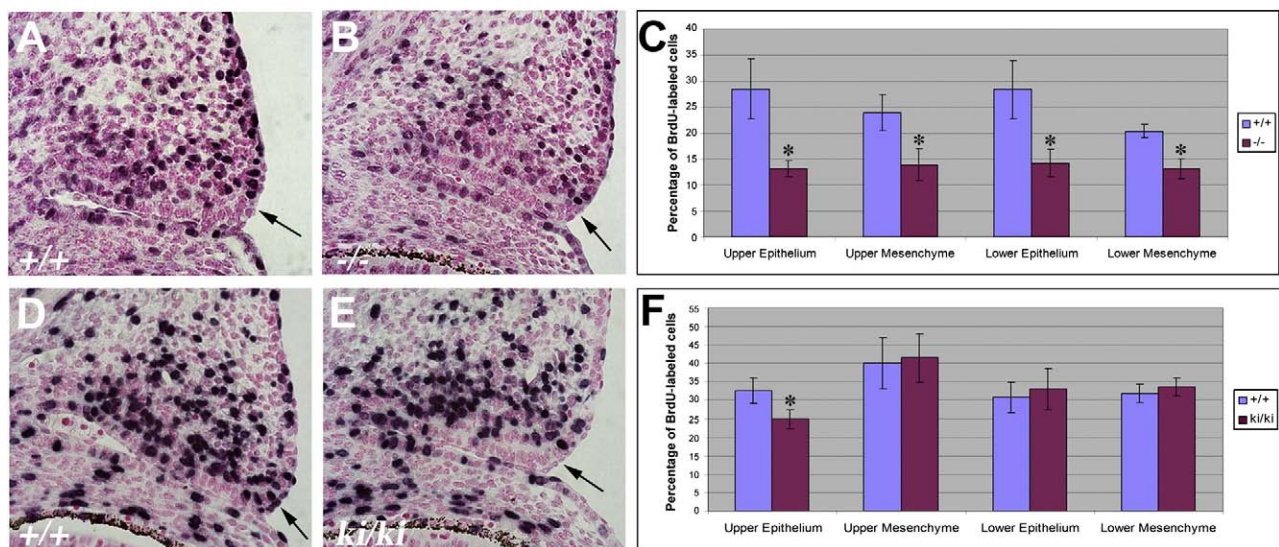 A
+/+
B
-/-
C
Percentage of BrdU-labeled cells
40
35
30
25
20
15
10
5
0
Upper Epithelium
Upper Mesenchyme
Lower Epithelium
Lower Mesenchyme
+/+
-/-
*
*
*
*
D
+/+
E
ki/ki
F
Percentage of BrdU-labeled cells
55
50
45
40
35
30
25
20
15
10
5
0
Upper Epithelium
Upper Mesenchyme
Lower Epithelium
Lower Mesenchyme
+/+
ki/ki
*